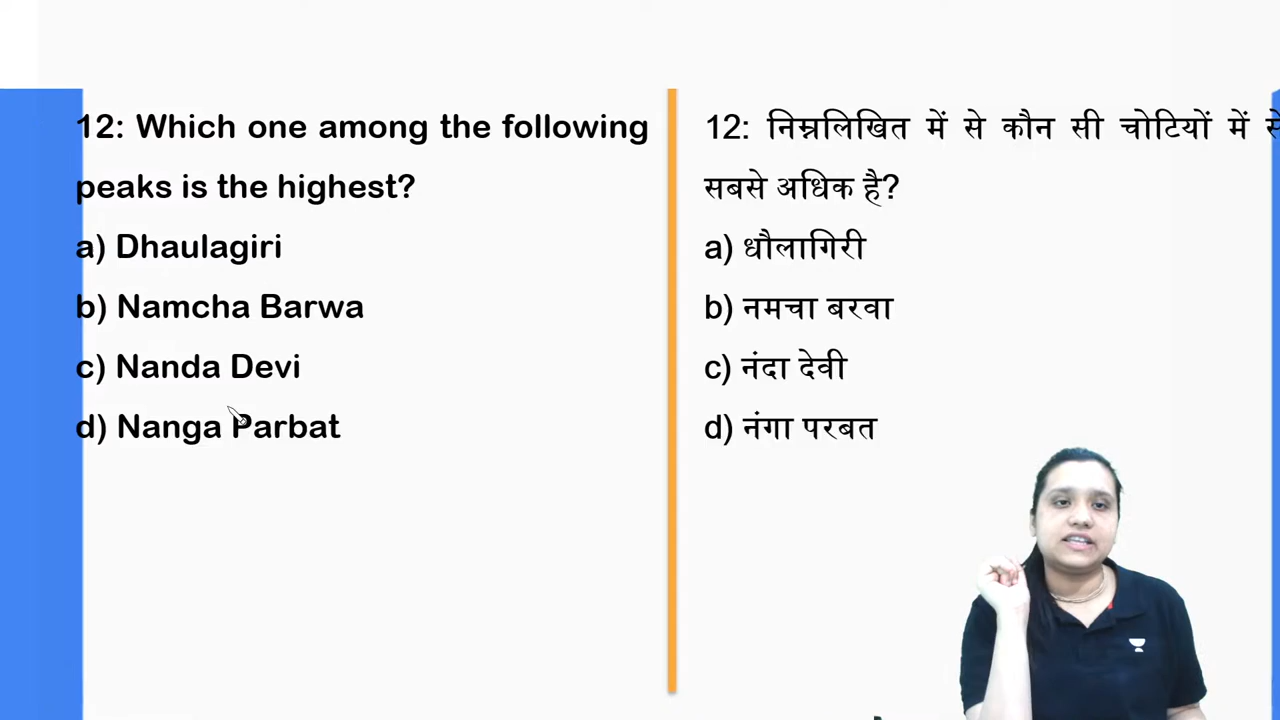 12: Which one among the following
peaks is the highest?
a) Dhaulagiri
b) Namcha Barwa
c) Nanda Devi
d) Nanga Parbat
12: निम्नलिखित में से कौन सी चोटियों में से
सबसे अधिक है?
a) धौलागिरी
b) नमचा बरवा
c) नंदा देवी
d) नंगा परबत